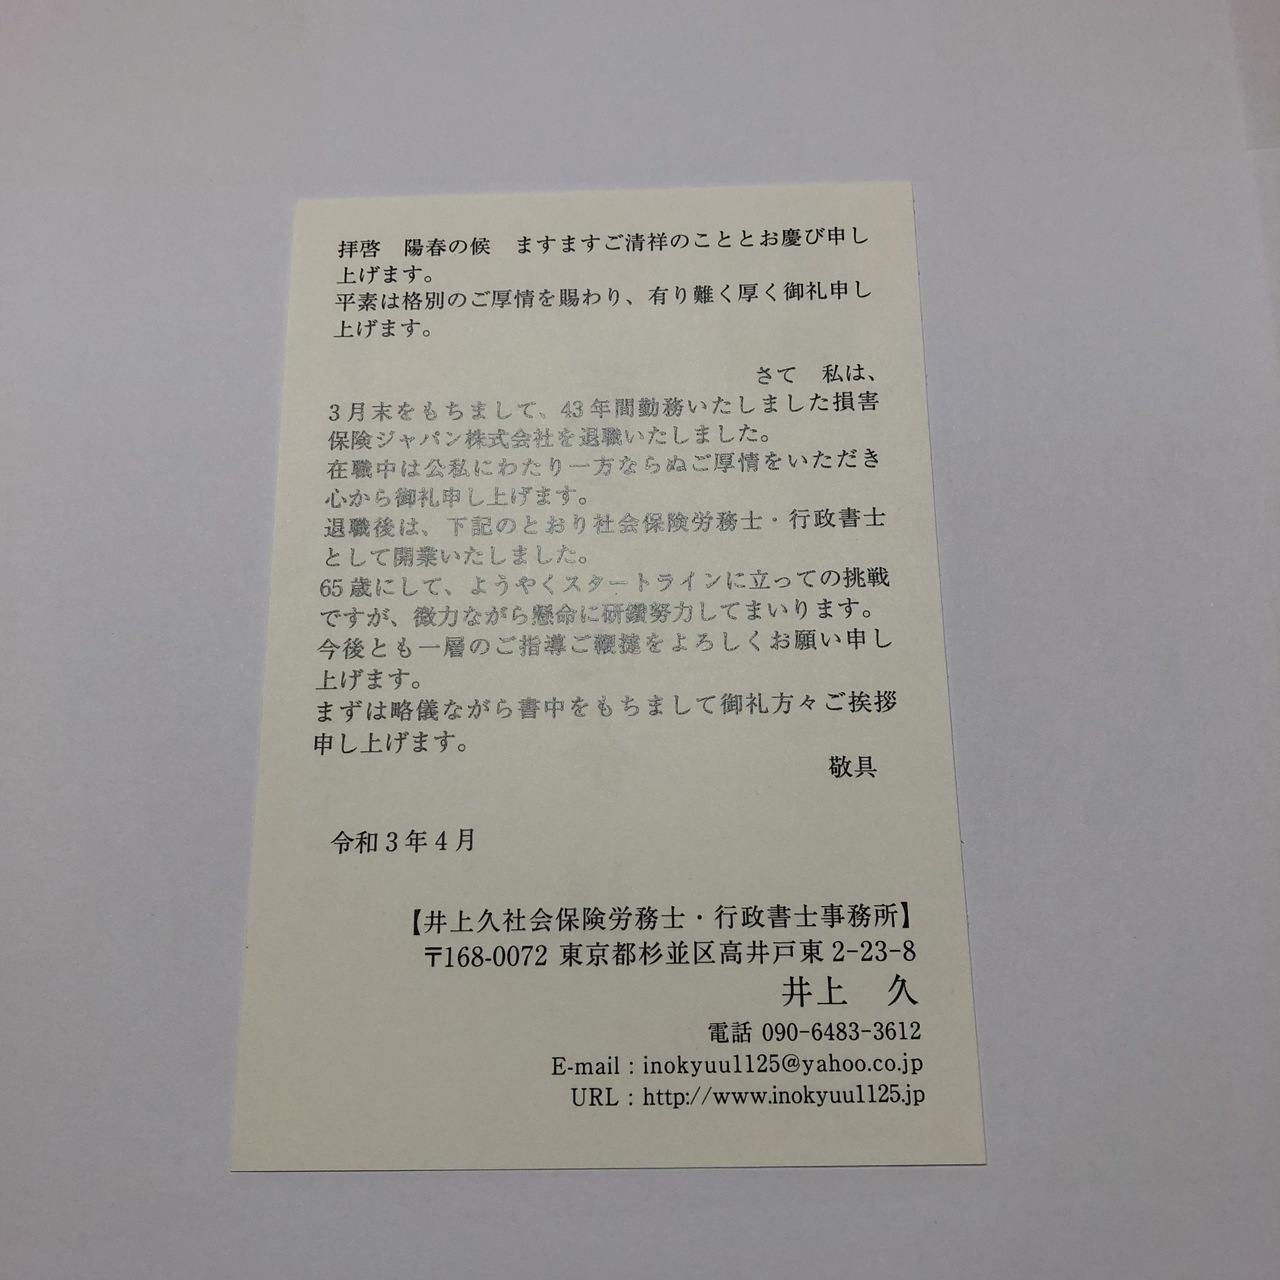 拝啓　陽春の候　ますますご清祥のこととお慶び申し
上げます。
平素は格別のご厚情を賜わり、有り難く厚く御礼申し
上げます。
さて　私は、
3月末をもちまして、43年間勤務いたしました損害
保険ジャパン株式会社を退職いたしました。
在職中は公私にわたり一方ならぬご厚情をいただき
心から御礼申し上げます。
退職後は、下記のとおり社会保険労務士・行政書士
として開業いたしました。
65歳にして、ようやくスタートラインに立っての挑戦
ですが、微力ながら懸命に研鑽努力してまいります。
今後とも一層のご指導ご鞭撻をよろしくお願い申し
上げます。
まずは略儀ながら書中をもちまして御礼方々ご挨拶
申し上げます。
敬具
令和3年4月
【井上久社会保険労務士・行政書士事務所】
〒168-0072 東京都杉並区高井戸東2-23-8
井上　久
電話 090-6483-3612
E-mail : inokyuu1125@yahoo.co.jp
URL : http://www.inokyuu1125.jp